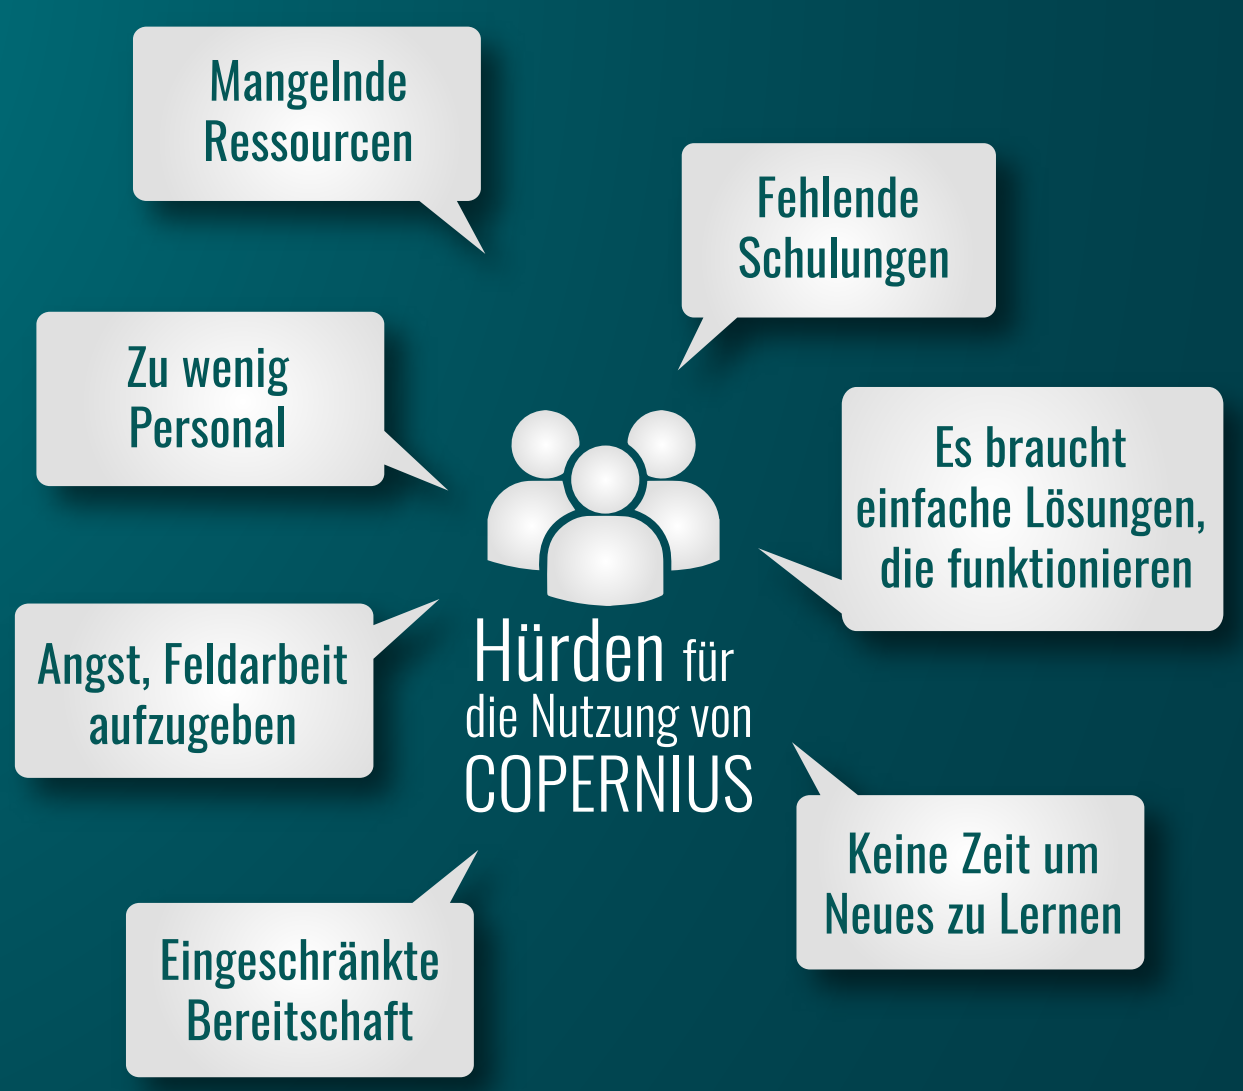 Mangelnde
Ressourcen
Fehlende
Schulungen
Zu wenig
Personal
Es braucht
einfache Lösungen,
die funktionieren
Angst, Feldarbeit
aufzugeben
Hürden für
die Nutzung von
COPERNIUS
Keine Zeit um
Neues zu Lernen
Eingeschränkte
Bereitschaft